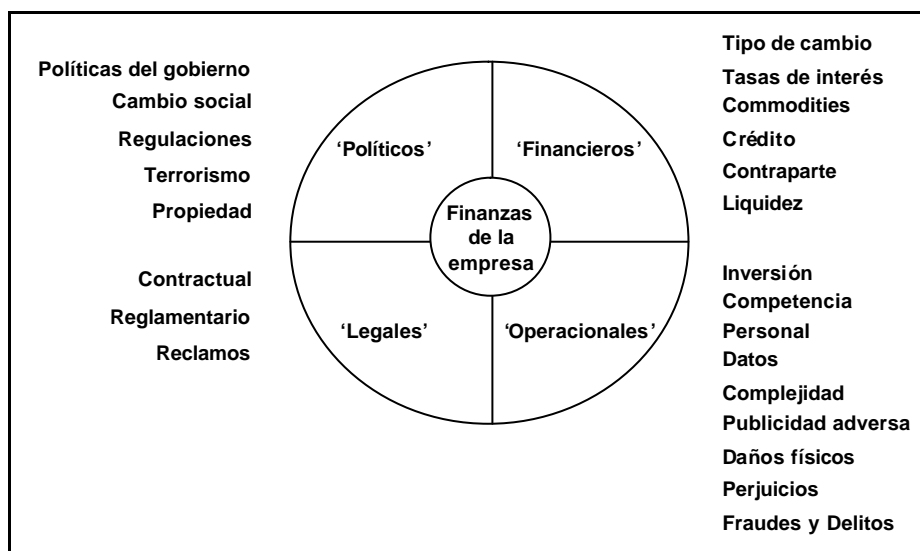 Políticas del gobierno
Cambio social
Regulaciones
Terrorismo
Propiedad
Contractual
Reglamentario
Reclamos
‘Políticos’
‘Financieros’
Finanzas
de la
empresa
‘Legales’
‘Operacionales’
Tipo de cambio
Tasas de interés
Commodities
Crédito
Contraparte
Liquidez
Inversión
Competencia
Personal
Datos
Complejidad
Publicidad adversa
Daños físicos
Perjuicios
Fraudes y Delitos